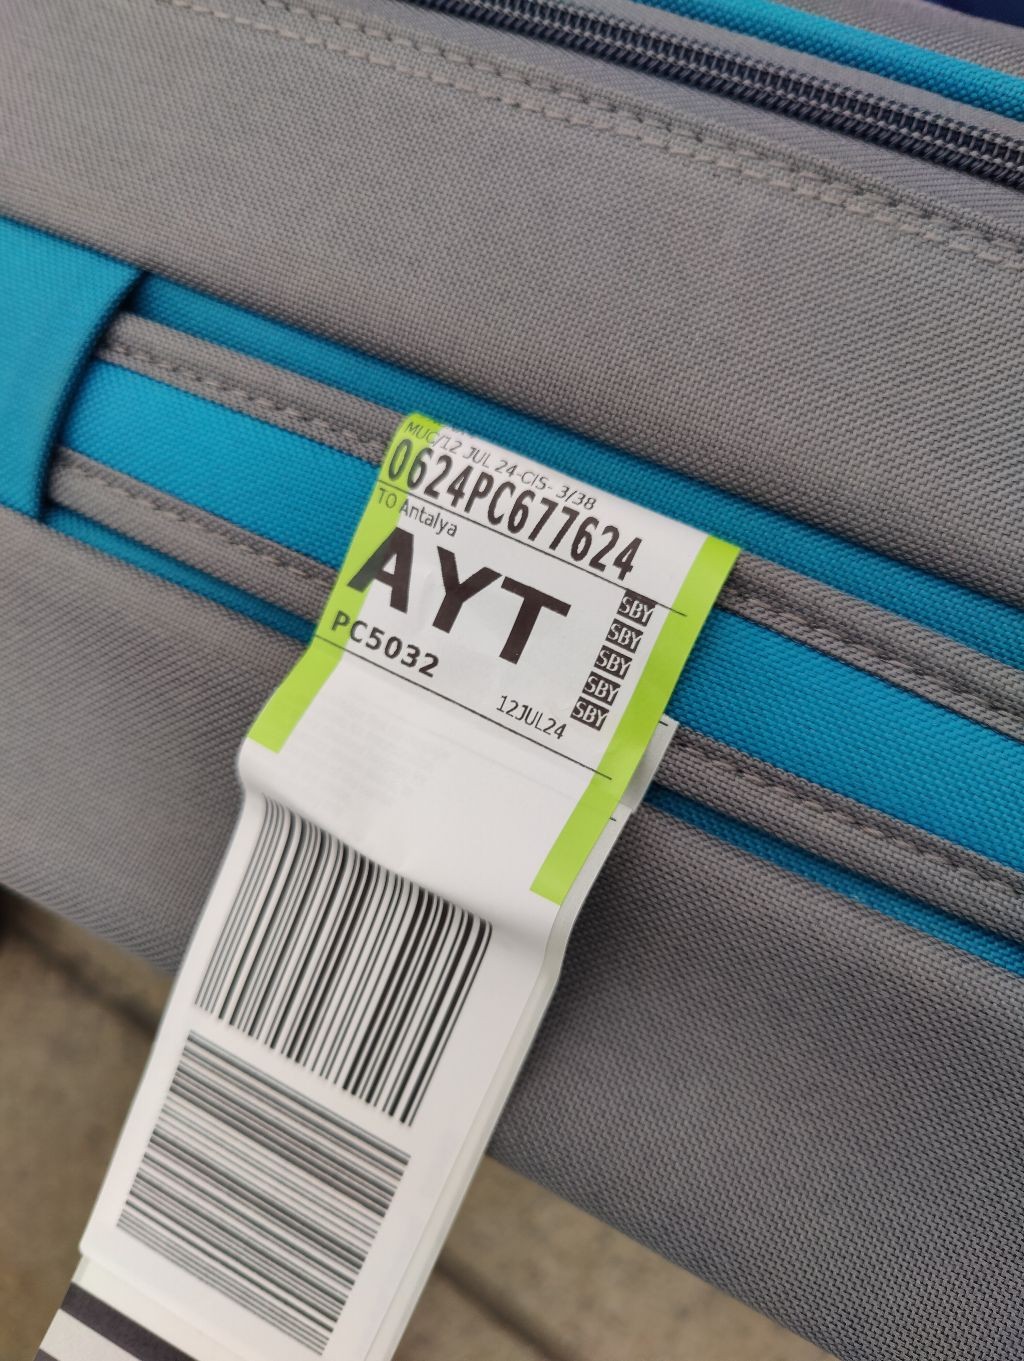 MUC/12 JUL 24-CIS- 3/38
0624PC677624
TO Antalya
AYT
PC5032
12JUL24
SBY
SBY
SBY
SBY
SBY